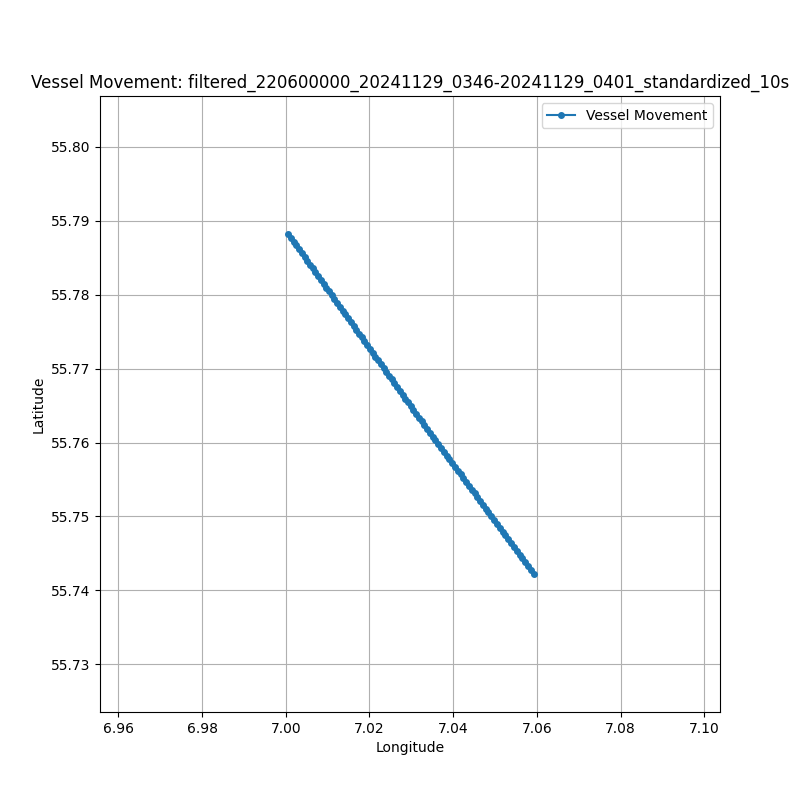 Vessel Movement: filtered_220600000_20241129_0346-20241129_0401_standardized_10s
Vessel Movement
55.80
55.79
55.78
55.77
55.76
55.75
55.74
55.73
Latitude
6.96 6.98 7.00 7.02 7.04 7.06 7.08 7.10
Longitude